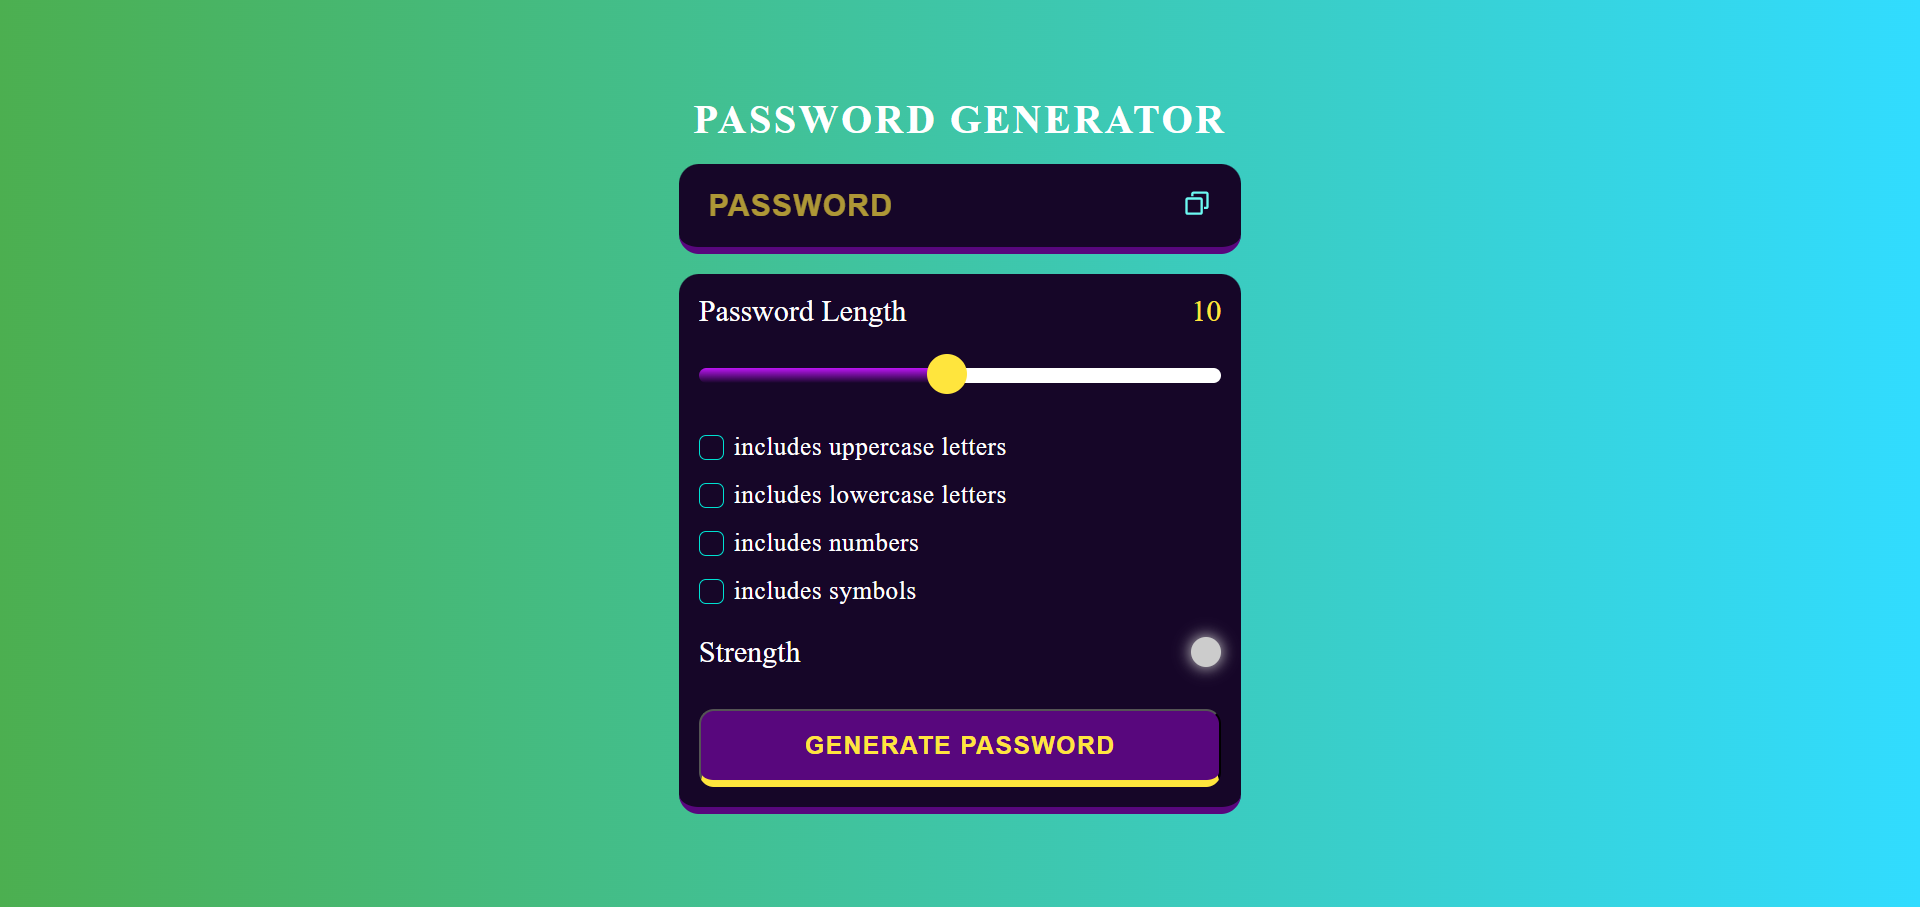 PASSWORD GENERATOR
PASSWORD
Password Length 10
includes uppercase letters
includes lowercase letters
includes numbers
includes symbols
Strength
GENERATE PASSWORD